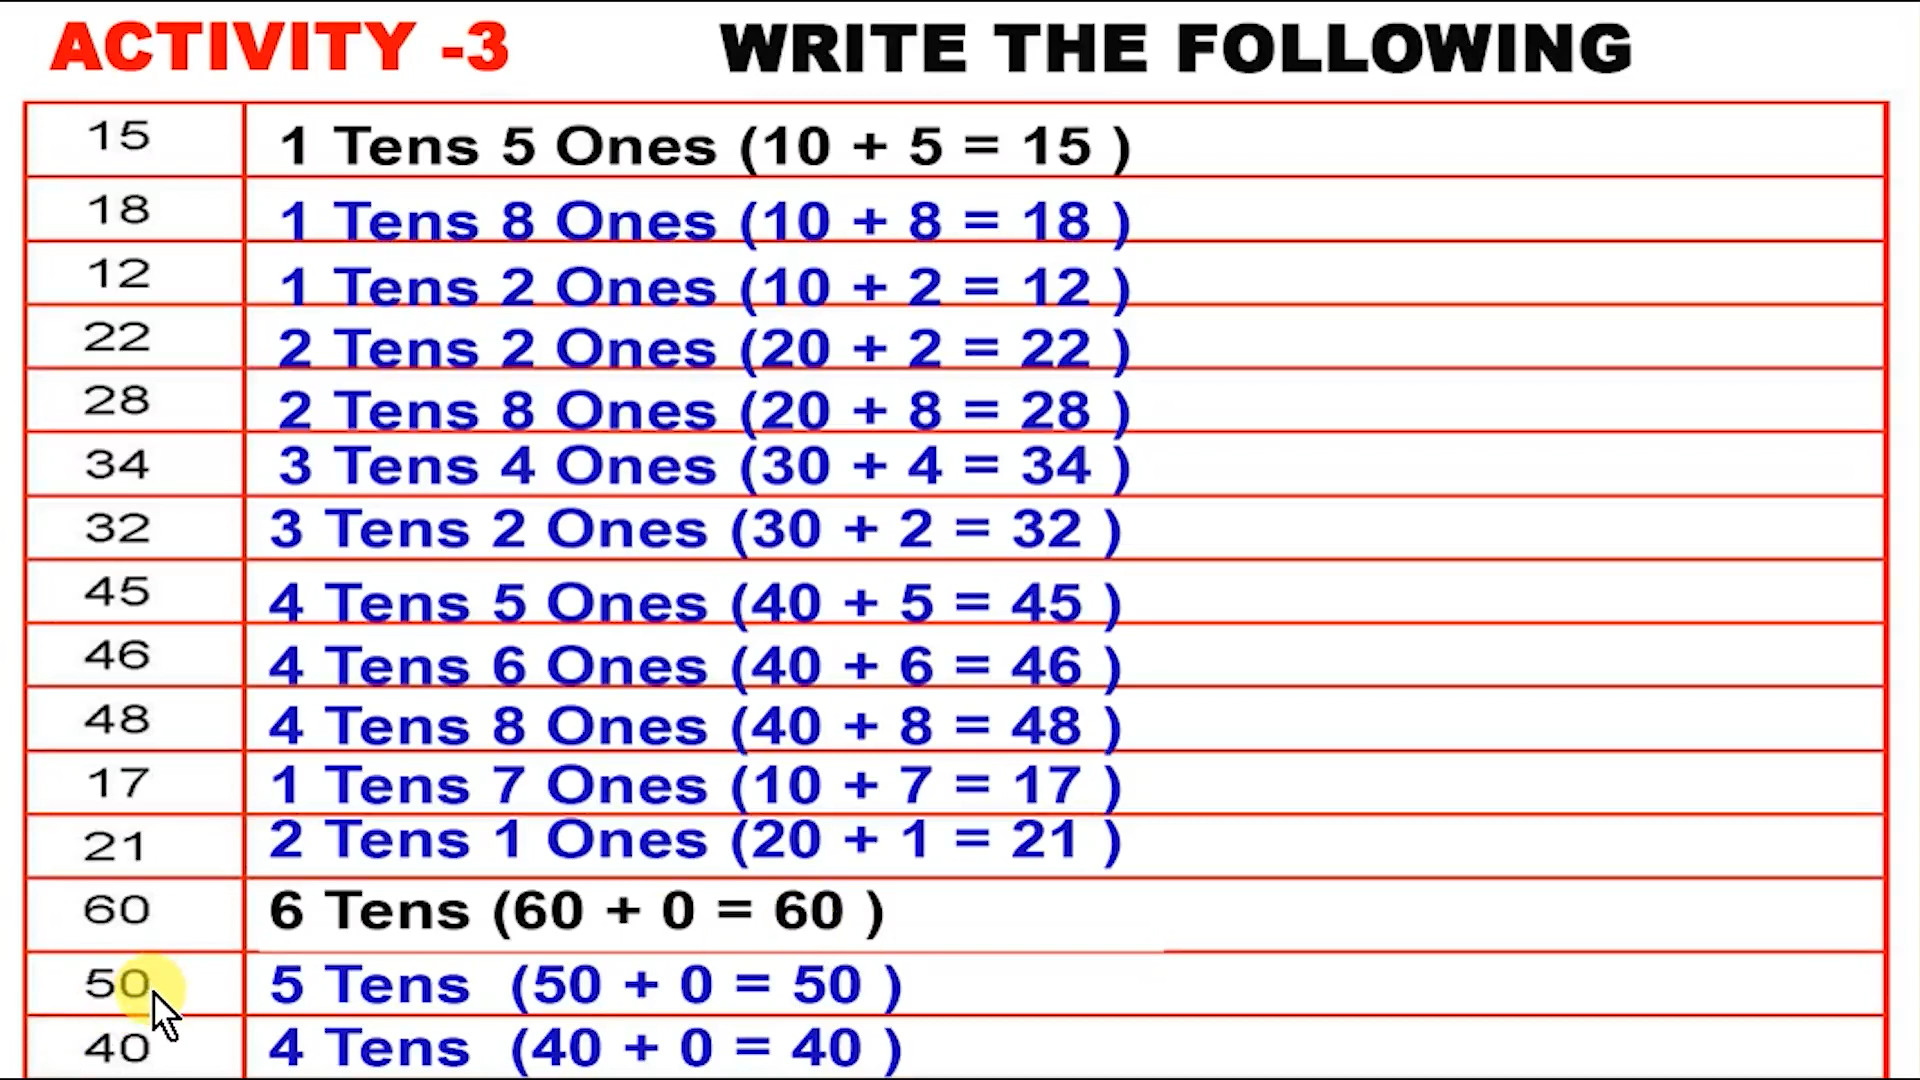 ACTIVITY -3 WRITE THE FOLLOWING
15 1 Tens 5 Ones (10 + 5 = 15 )
18 1 Tens 8 Ones (10 + 8 = 18 )
12 1 Tens 2 Ones (10 + 2 = 12 )
22 2 Tens 2 Ones (20 + 2 = 22 )
28 2 Tens 8 Ones (20 + 8 = 28 )
34 3 Tens 4 Ones (30 + 4 = 34 )
32 3 Tens 2 Ones (30 + 2 = 32 )
45 4 Tens 5 Ones (40 + 5 = 45 )
46 4 Tens 6 Ones (40 + 6 = 46 )
48 4 Tens 8 Ones (40 + 8 = 48 )
17 1 Tens 7 Ones (10 + 7 = 17 )
21 2 Tens 1 Ones (20 + 1 = 21 )
60 6 Tens (60 + 0 = 60 )
50 5 Tens (50 + 0 = 50 )
40 4 Tens (40 + 0 = 40 )